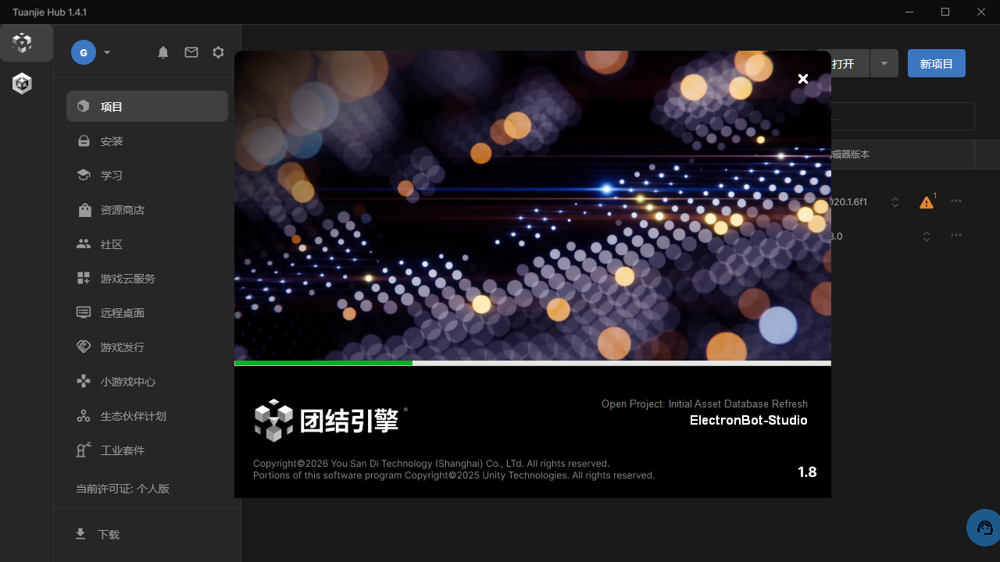 Tuanjie Hub 1.4.1
G
打开
新项目
项目
安装
学习
资源商店
社区
游戏云服务
远程桌面
游戏发行
小游戏中心
生态伙伴计划
工业套件
当前许可证: 个人版
下载
辑器版本
020.1.6f1
1
3.0
团结引擎
®
Open Project: Initial Asset Database Refresh
ElectronBot-Studio
Copyright©2026 You San Di Technology (Shanghai) Co., LTd. All rights reserved.
Portions of this software program Copyright©2025 Unity Technologies. All rights reserved.
1.8